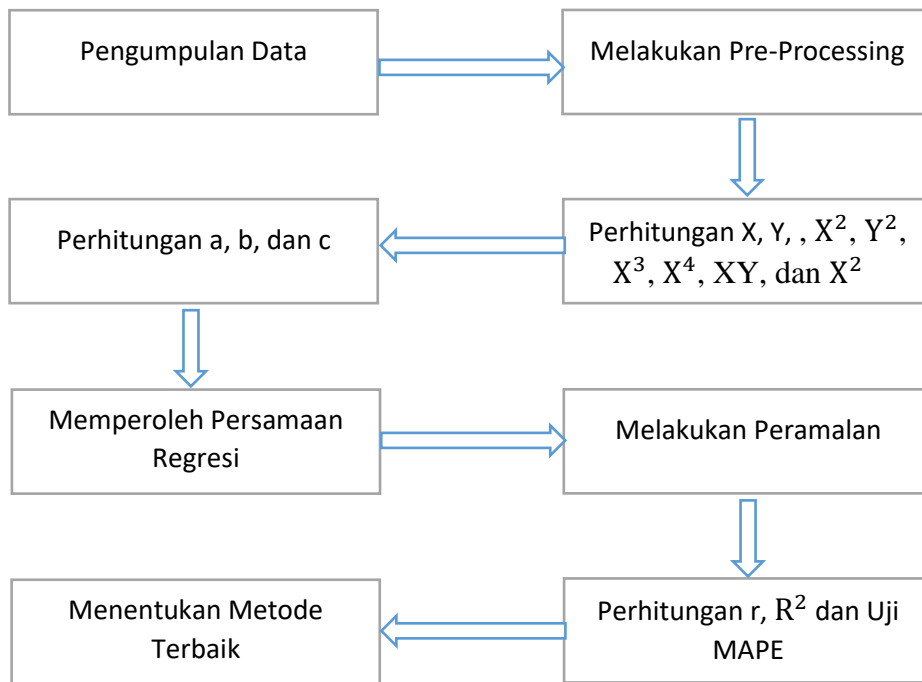 Pengumpulan Data
Melakukan Pre-Processing
Perhitungan X, Y, , X², Y²,
X³, X⁴, XY, dan X²
Perhitungan a, b, dan c
Memperoleh Persamaan
Regresi
Melakukan Peramalan
Perhitungan r, R² dan Uji
MAPE
Menentukan Metode
Terbaik